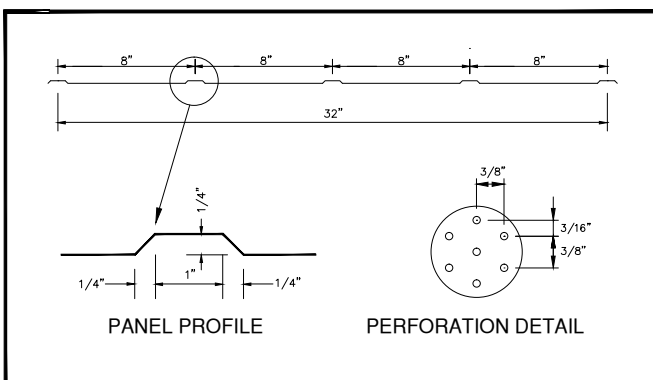 8” 8” 8” 8”
32”
3/8”
1/4”
3/16”
3/8”
1/4” 1” 1/4”
PANEL PROFILE PERFORATION DETAIL